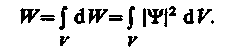 W=∫_V dW=∫_V |Ψ|² dV.